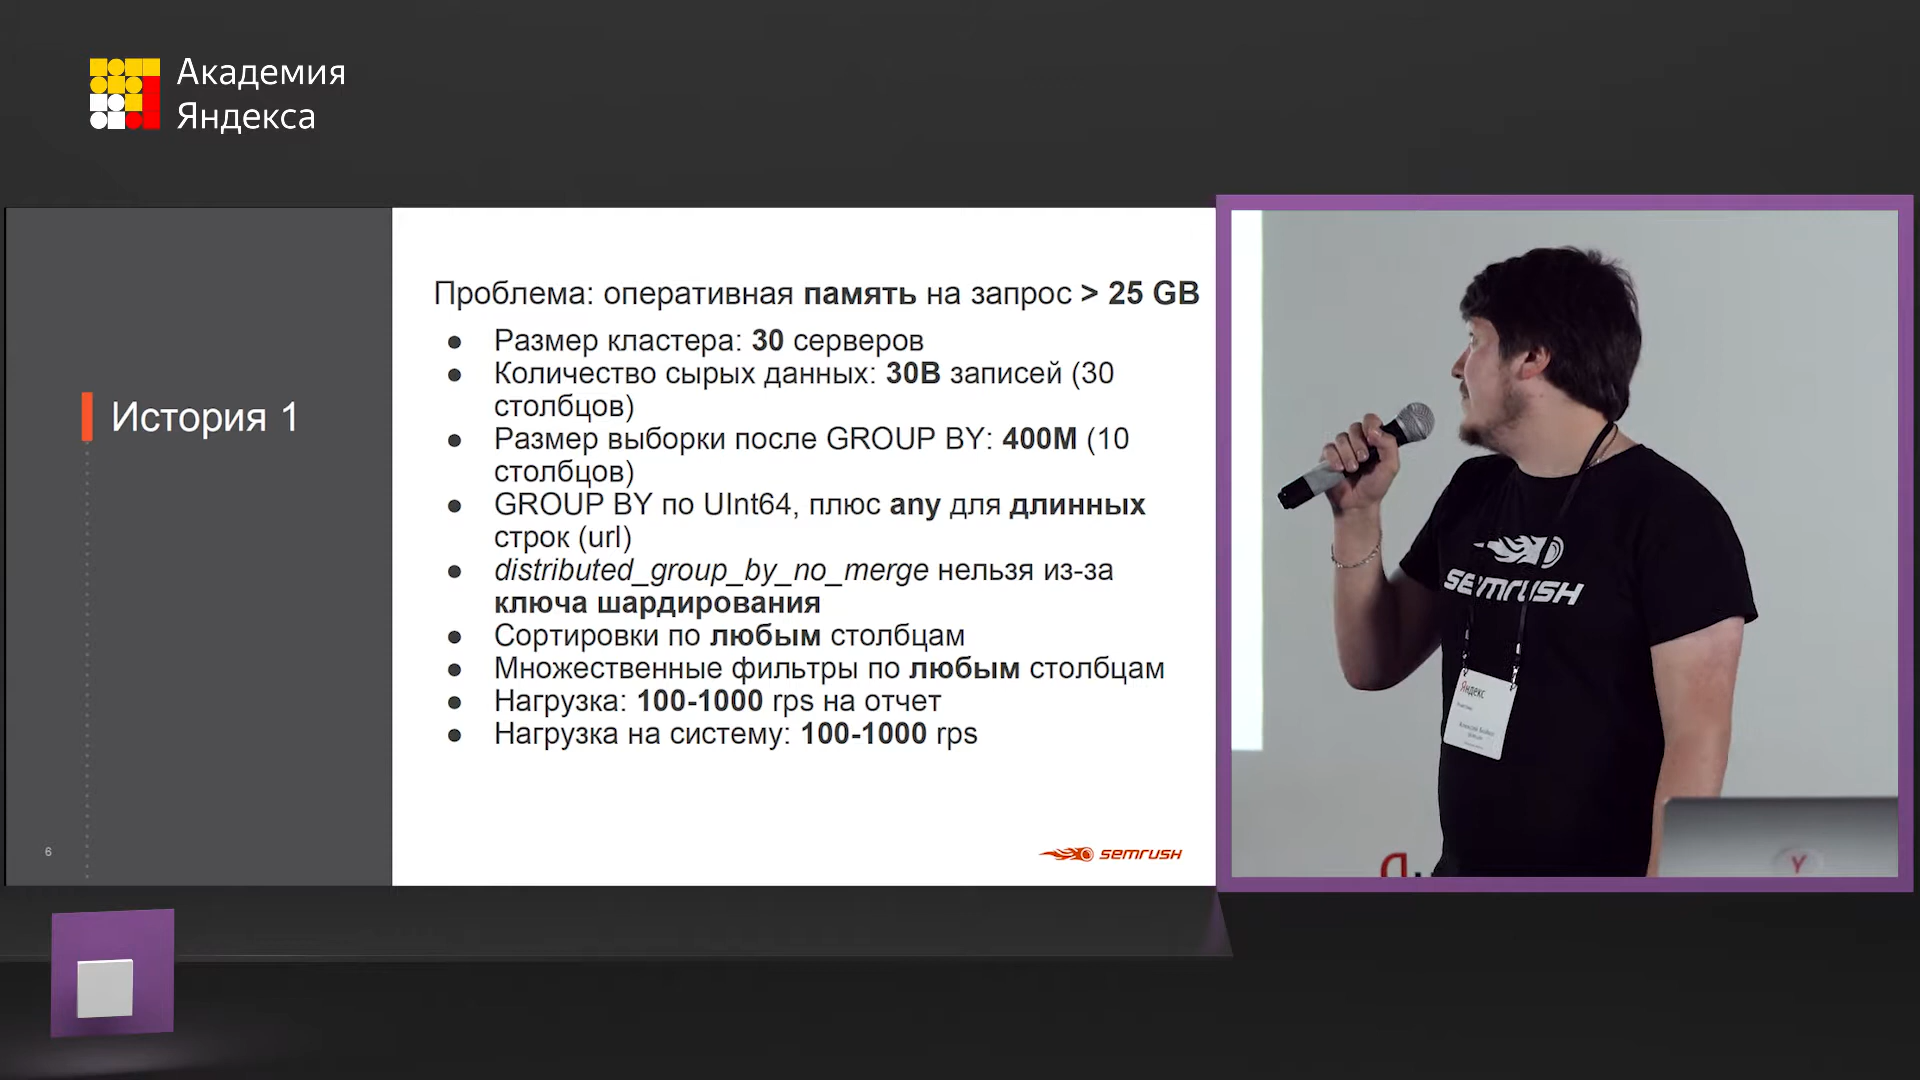 Академия
Яндекса
История 1
Проблема: оперативная память на запрос > 25 GB
● Размер кластера: 30 серверов
● Количество сырых данных: 30B записей (30
столбцов)
● Размер выборки после GROUP BY: 400M (10
столбцов)
● GROUP BY по UInt64, плюс any для длинных
строк (url)
● distributed_group_by_no_merge нельзя из-за
ключа шардирования
● Сортировки по любым столбцам
● Множественные фильтры по любым столбцам
● Нагрузка: 100-1000 rps на отчет
● Нагрузка на систему: 100-1000 rps
6
semrush
semrush
Яндекс
Y